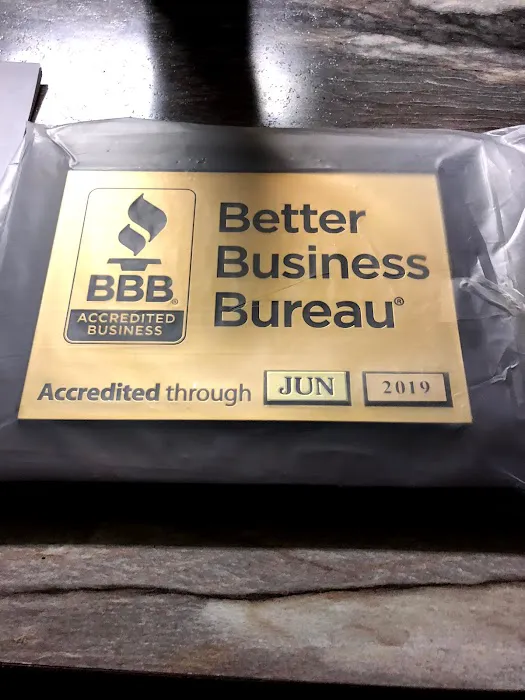 BBB®
ACCREDITED
BUSINESS
Better
Business
Bureau®
Accredited through JUN 2019